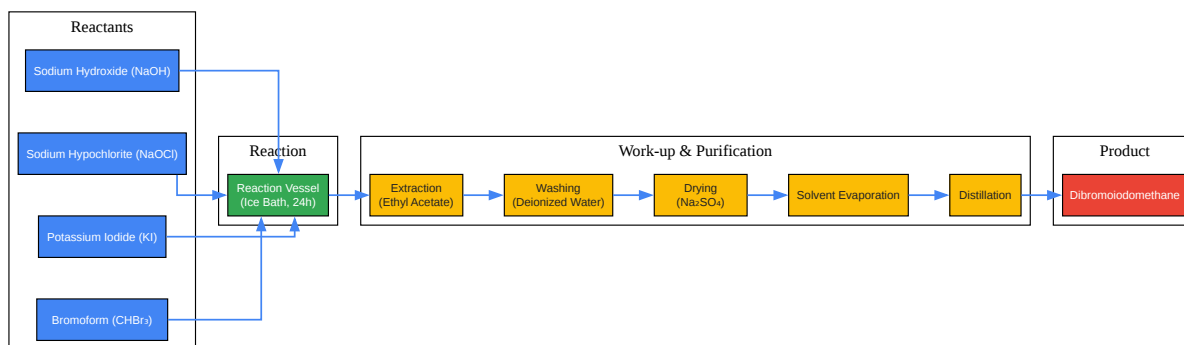 Reactants
Sodium Hydroxide (NaOH)
Sodium Hypochlorite (NaOCl)
Potassium Iodide (KI)
Bromoform (CHBr₃)
Reaction
Reaction Vessel
(Ice Bath, 24h)
Work-up & Purification
Extraction
(Ethyl Acetate)
Washing
(Deionized Water)
Drying
(Na₂SO₄)
Solvent Evaporation
Distillation
Product
Dibromoiodomethane